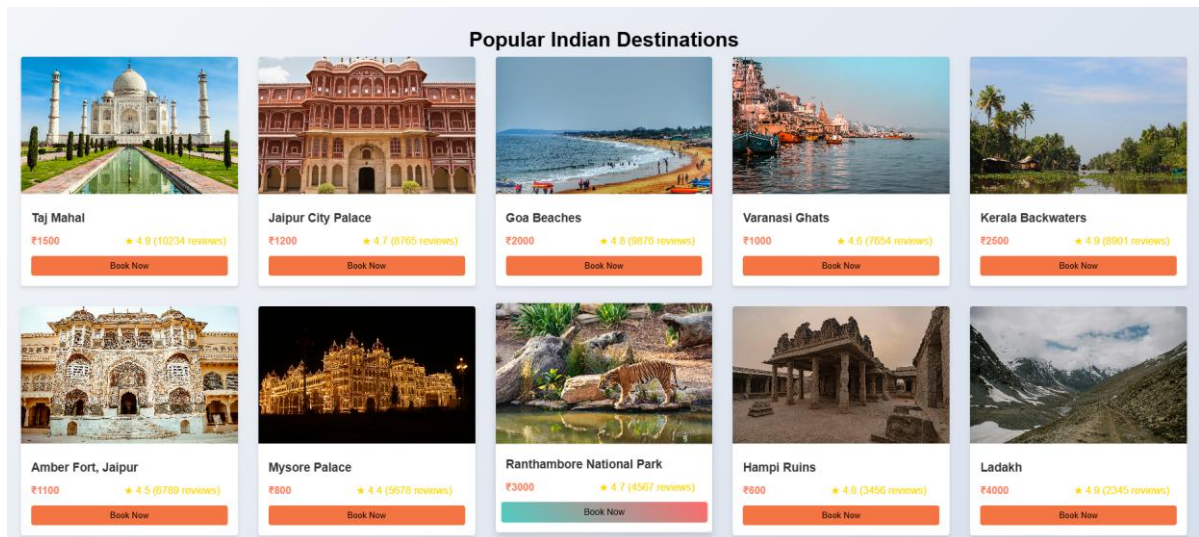 Popular Indian Destinations
Taj Mahal
₹1500 ★ 4.9 (10234 reviews)
Book Now
Jaipur City Palace
₹1200 ★ 4.7 (8765 reviews)
Book Now
Goa Beaches
₹2000 ★ 4.8 (9876 reviews)
Book Now
Varanasi Ghats
₹1000 ★ 4.6 (7654 reviews)
Book Now
Kerala Backwaters
₹2500 ★ 4.9 (8901 reviews)
Book Now
Amber Fort, Jaipur
₹1100 ★ 4.5 (6789 reviews)
Book Now
Mysore Palace
₹800 ★ 4.4 (5678 reviews)
Book Now
Ranthambore National Park
₹3000 ★ 4.7 (4567 reviews)
Book Now
Hampi Ruins
₹600 ★ 4.8 (3456 reviews)
Book Now
Ladakh
₹4000 ★ 4.9 (2345 reviews)
Book Now